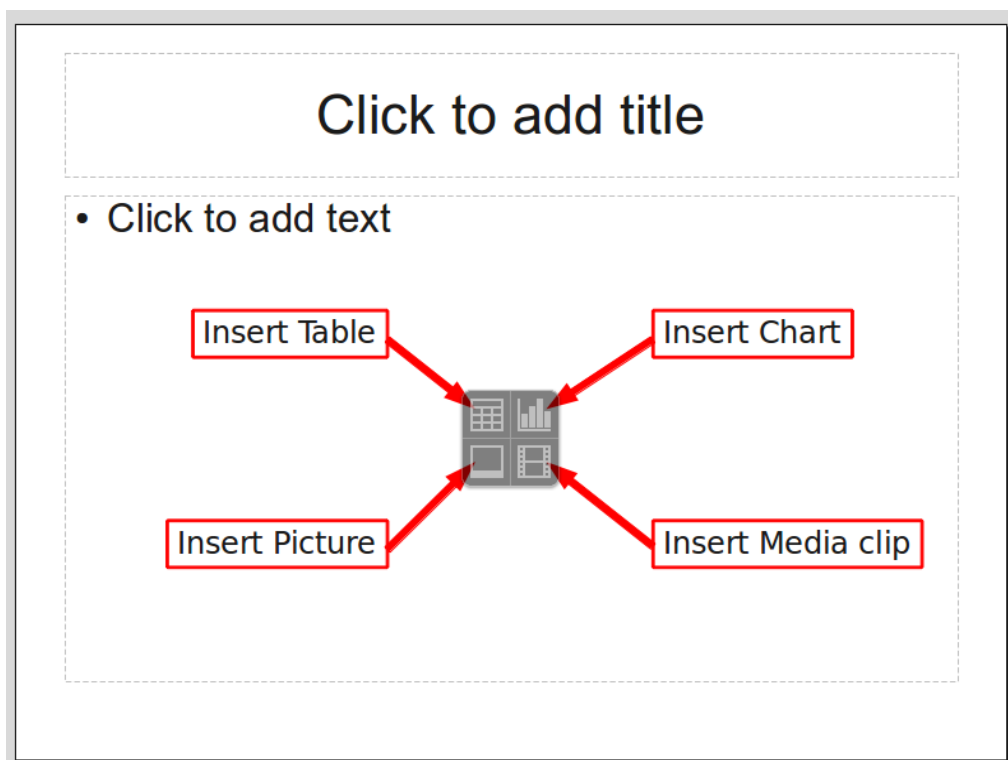 Click to add title
• Click to add text
Insert Table
Insert Chart
Insert Picture
Insert Media clip